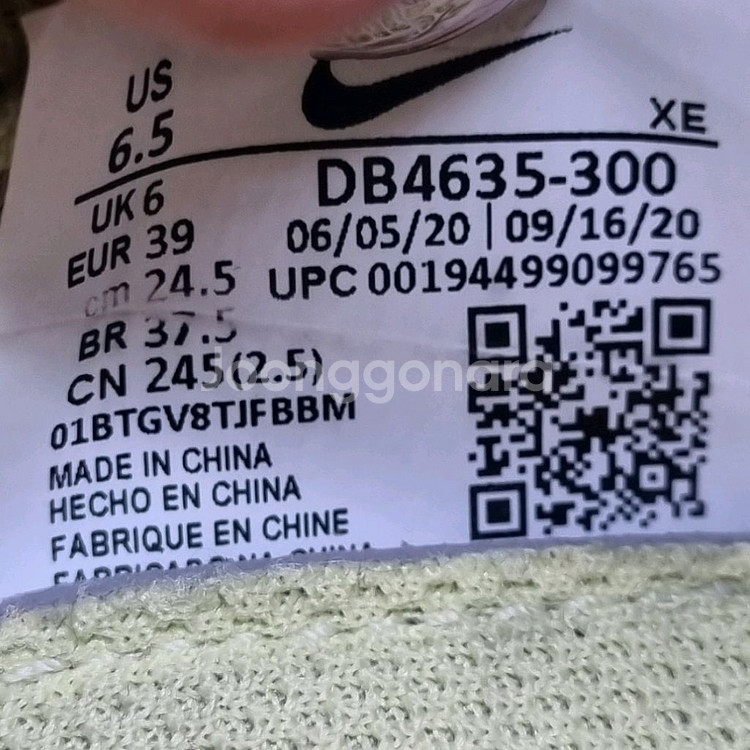 US
6.5
XE
DB4635-300
UK 6
06/05/20 | 09/16/20
EUR 39
UPC 00194499099765
cm 24.5
BR 37.5
CN 245(2.5)
Joonggonara
01BTGV8TJFBBM
MADE IN CHINA
HECHO EN CHINA
FABRIQUE EN CHINE